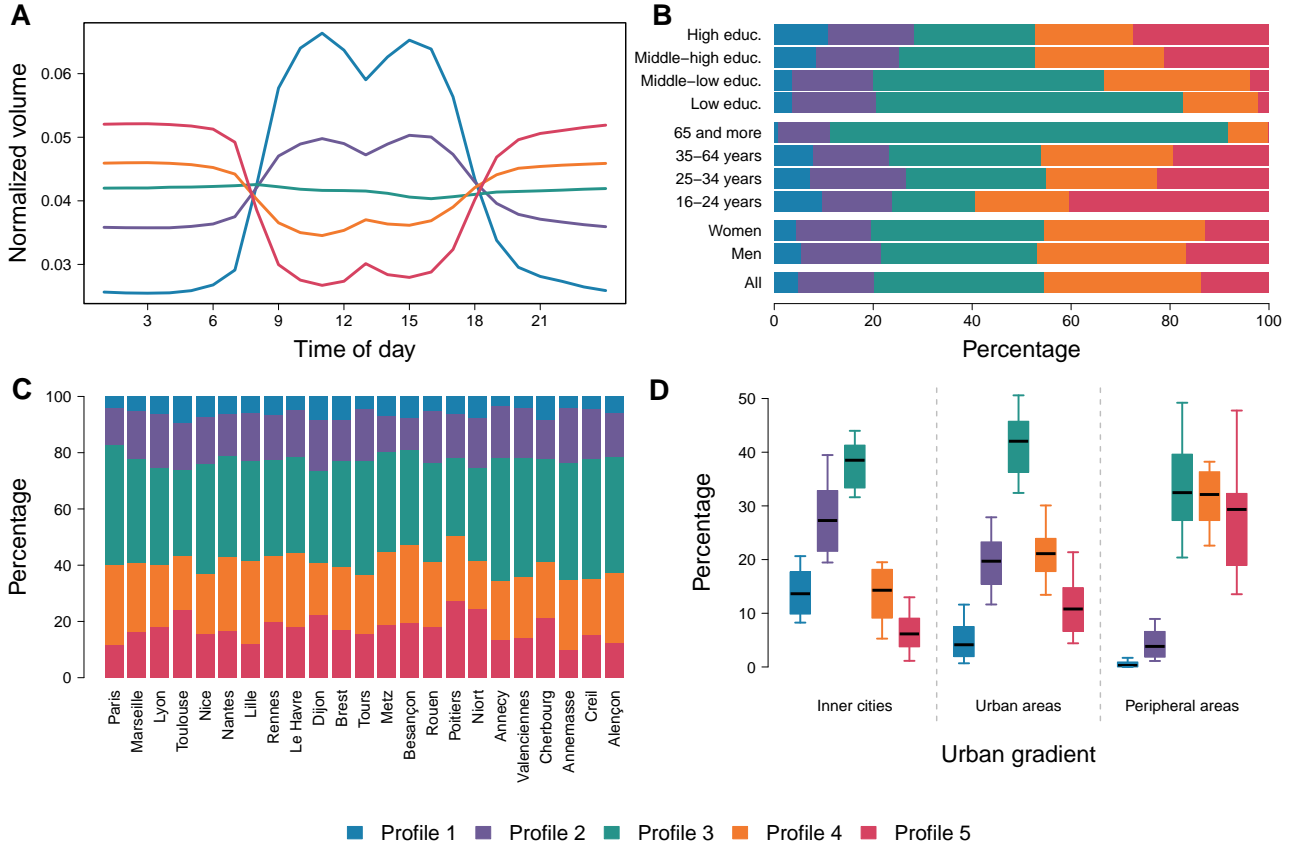 A
Normalized volume
0.06
0.05
0.04
0.03
3 6 9 12 15 18 21
Time of day
B
High educ.
Middle−high educ.
Middle−low educ.
Low educ.
65 and more
35−64 years
25−34 years
16−24 years
Women
Men
All
0 20 40 60 80 100
Percentage
C
Percentage
100
80
60
40
20
0
Paris
Marseille
Lyon
Toulouse
Nice
Nantes
Lille
Rennes
Le Havre
Dijon
Brest
Tours
Metz
Besançon
Rouen
Poitiers
Niort
Annecy
Valenciennes
Cherbourg
Annemasse
Creil
Alençon
D
Percentage
50
40
30
20
10
0
Inner cities Urban areas Peripheral areas
Urban gradient
Profile 1 Profile 2 Profile 3 Profile 4 Profile 5